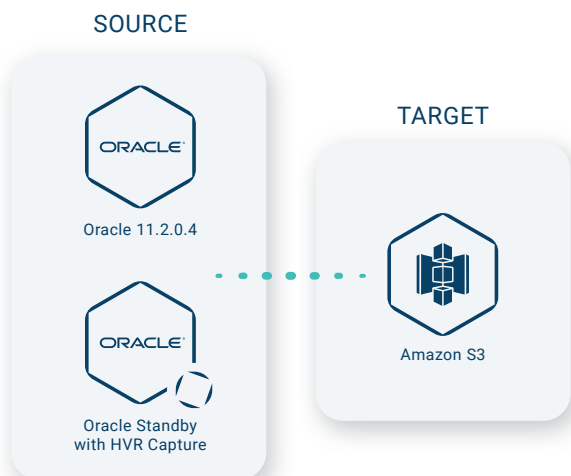 SOURCE
ORACLE
Oracle 11.2.0.4
ORACLE
Oracle Standby
with HVR Capture
TARGET
Amazon S3